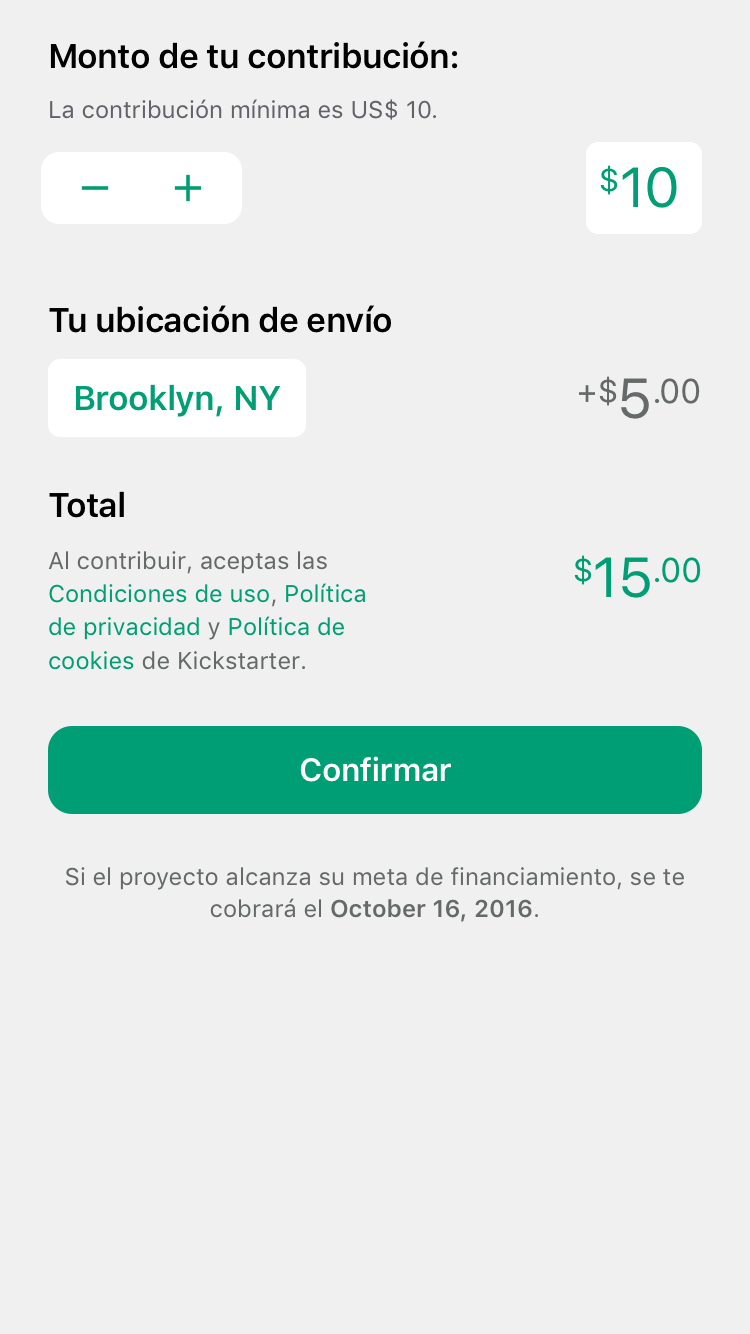 Monto de tu contribución:
La contribución mínima es US$ 10.
− +
$10
Tu ubicación de envío
Brooklyn, NY
+$5.00
Total
Al contribuir, aceptas las
Condiciones de uso, Política
de privacidad y Política de
cookies de Kickstarter.
$15.00
Confirmar
Si el proyecto alcanza su meta de financiamiento, se te
cobrará el October 16, 2016.